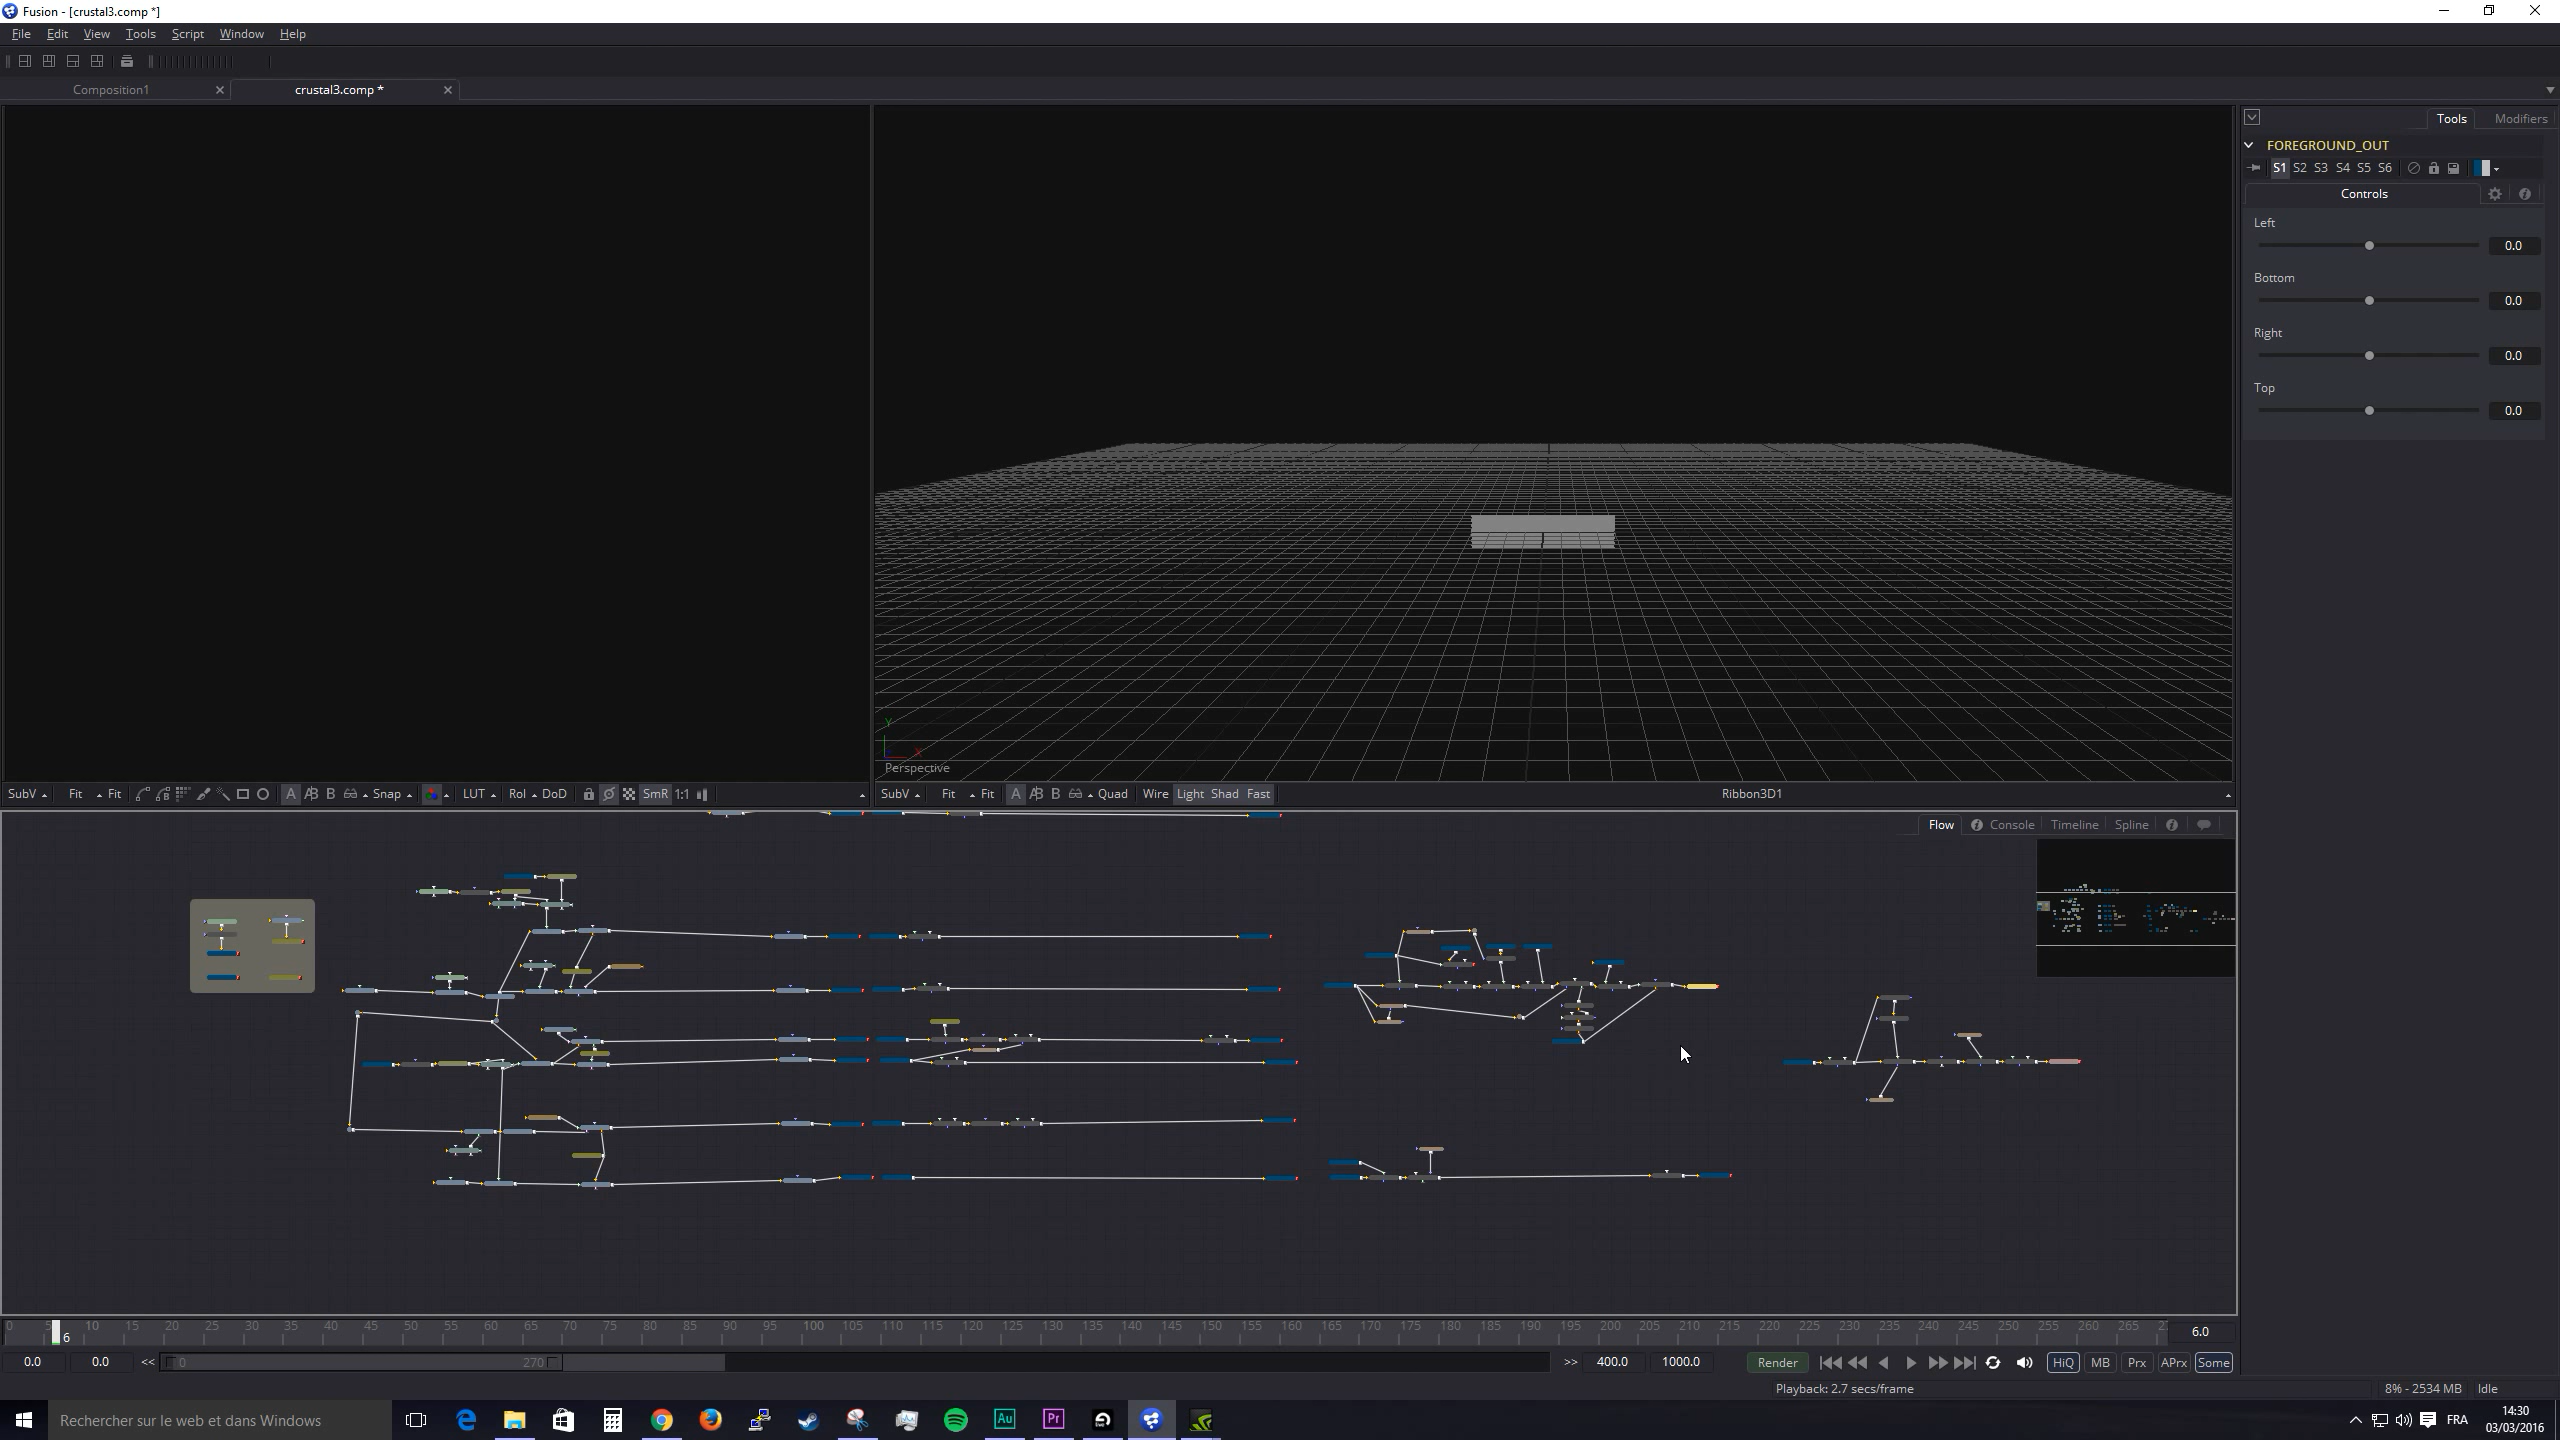 Fusion - [crustal3.comp *]
File Edit View Tools Script Window Help
Composition1 crustal3.comp *
Tools Modifiers
FOREGROUND_OUT
S1 S2 S3 S4 S5 S6
Controls
Left
0.0
Bottom
0.0
Right
0.0
Top
0.0
Y
X
Perspective
SubV Fit Fit A B Snap LUT RoI DoD SmR 1:1
SubV Fit Fit A B Quad Wire Light Shad Fast Ribbon3D1
Flow Console Timeline Spline
0 5 10 15 20 25 30 35 40 45 50 55 60 65 70 75 80 85 90 95 100 105 110 115 120 125 130 135 140 145 150 155 160 165 170 175 180 185 190 195 200 205 210 215 220 225 230 235 240 245 250 255 260 265
6 6.0
0.0 0.0 << 0 270 >> 400.0 1000.0 Render HiQ MB Prx APrx Some
Playback: 2.7 secs/frame 8% - 2534 MB Idle
Rechercher sur le web et dans Windows Au Pr FRA
14:30
03/03/2016